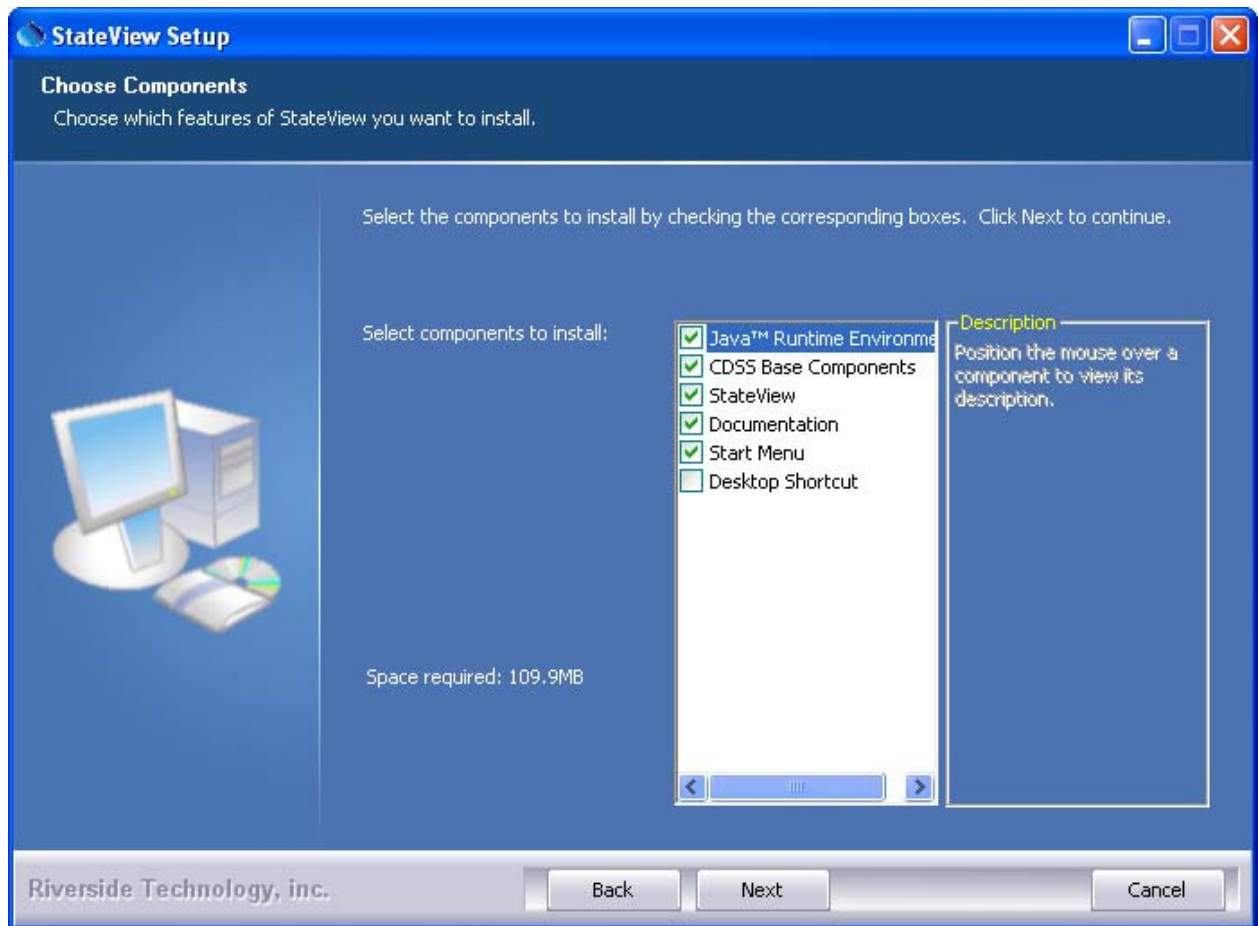 StateView Setup
Choose Components
Choose which features of StateView you want to install.
Select the components to install by checking the corresponding boxes.  Click Next to continue.
Select components to install:
Java™ Runtime Environme
CDSS Base Components
StateView
Documentation
Start Menu
Desktop Shortcut
Description
Position the mouse over a
component to view its
description.
Space required: 109.9MB
Riverside Technology, inc.
Back
Next
Cancel